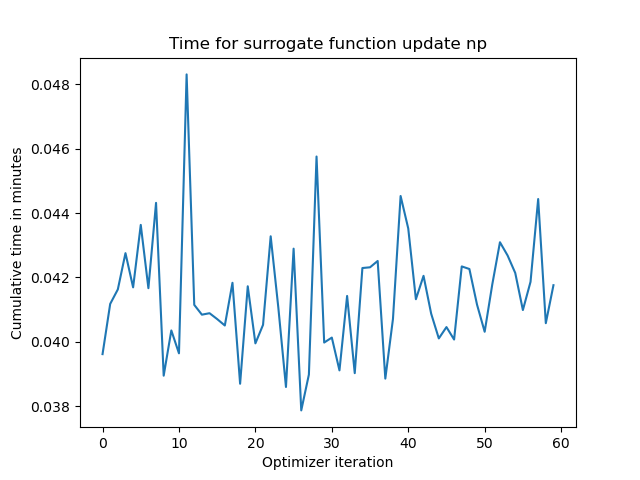 Time for surrogate function update np
Cumulative time in minutes
0.048
0.046
0.044
0.042
0.040
0.038
0 10 20 30 40 50 60
Optimizer iteration